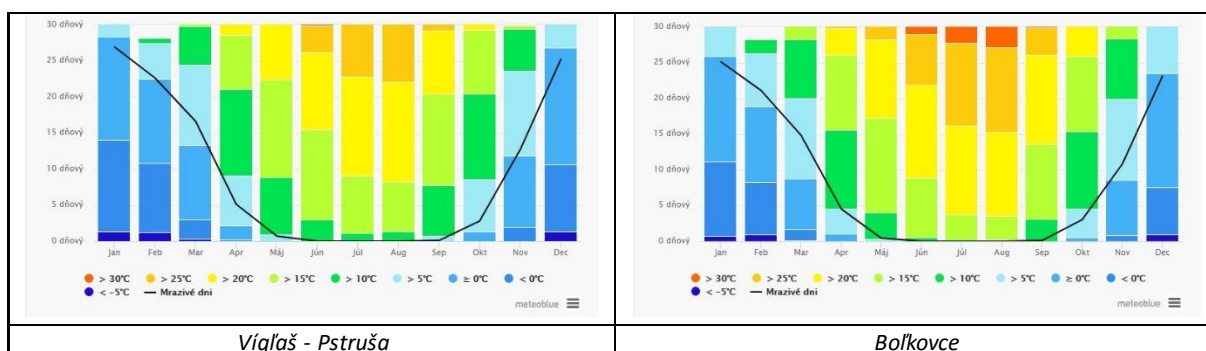 30 dňový
25 dňový
20 dňový
15 dňový
10 dňový
5 dňový
0 dňový
Jan Feb Mar Apr Máj Jún Júl Aug Sep Okt Nov Dec
> 30°C > 25°C > 20°C > 15°C > 10°C > 5°C ≥ 0°C < 0°C
< -5°C Mrazivé dni
meteoblue
Vígľaš - Pstruša
30 dňový
25 dňový
20 dňový
15 dňový
10 dňový
5 dňový
0 dňový
Jan Feb Mar Apr Máj Jún Júl Aug Sep Okt Nov Dec
> 30°C > 25°C > 20°C > 15°C > 10°C > 5°C ≥ 0°C < 0°C
< -5°C Mrazivé dni
meteoblue
Boľkovce